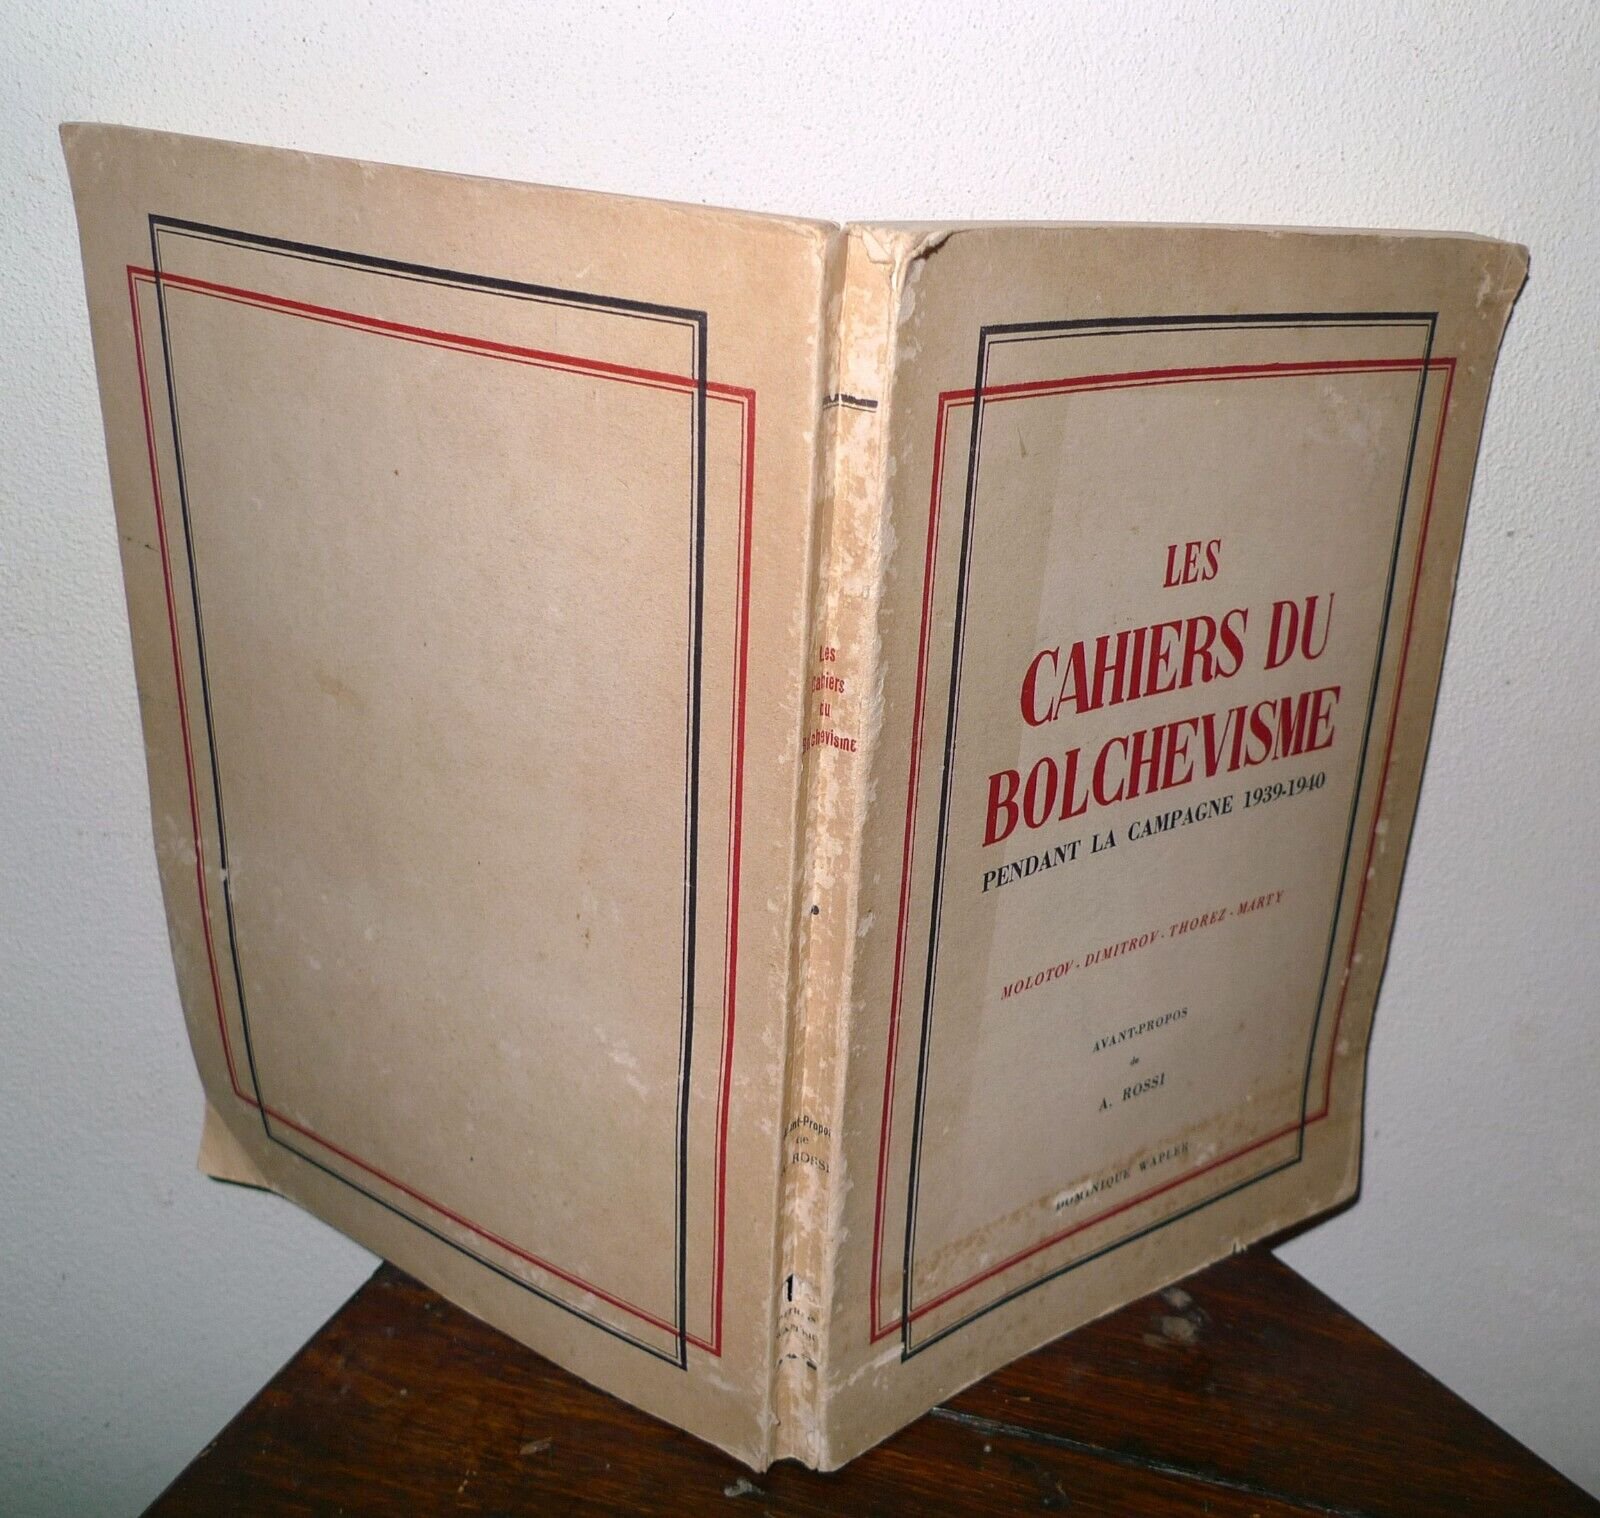 LES
CAHIERS DU
BOLCHEVISME
PENDANT LA CAMPAGNE 1939-1940
MOLOTOV - DIMITROV - THOREZ - MARTY
AVANT-PROPOS
de
A. ROSSI
DOMINIQUE WAPLER
Les
Cahiers
du
Bolchevisme
Avant-Propos
de
A. ROSSI